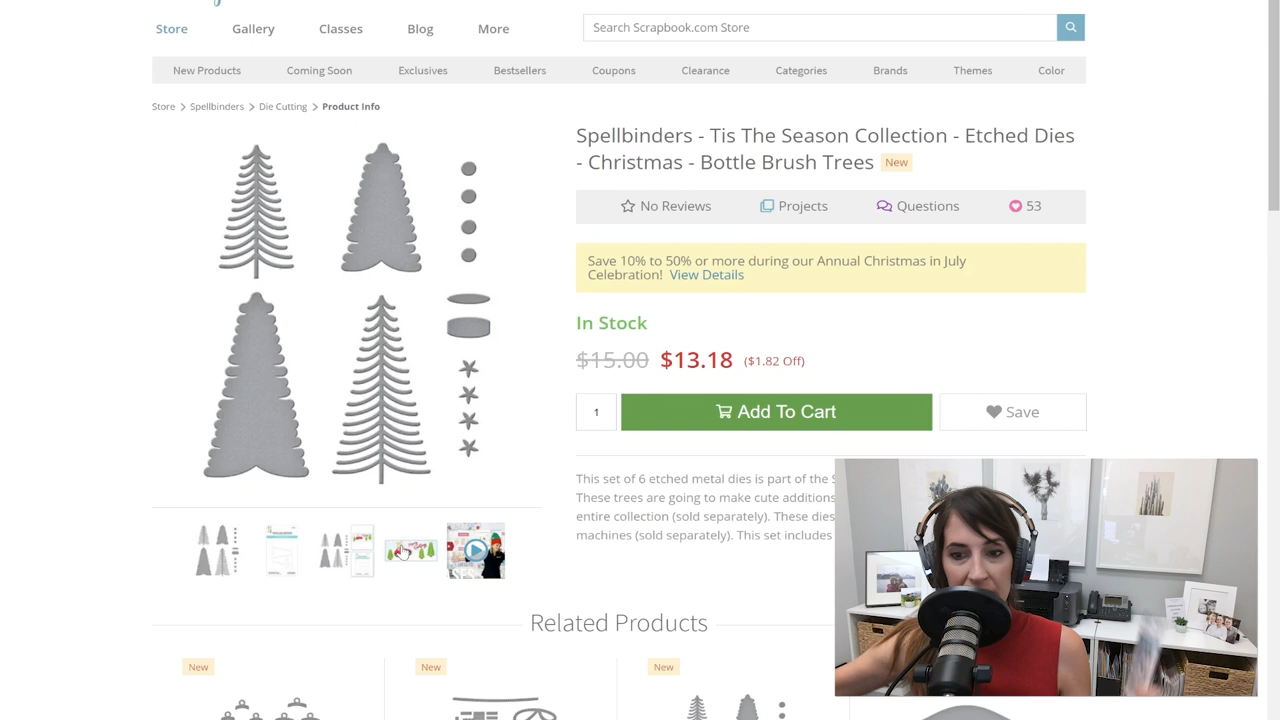 Store Gallery Classes Blog More Search Scrapbook.com Store
New Products Coming Soon Exclusives Bestsellers Coupons Clearance Categories Brands Themes Color
Store > Spellbinders > Die Cutting > Product Info
Spellbinders - Tis The Season Collection - Etched Dies
- Christmas - Bottle Brush Trees New
No Reviews Projects Questions 53
Save 10% to 50% or more during our Annual Christmas in July
Celebration! View Details
In Stock
$15.00 $13.18 ($1.82 Off)
1 Add To Cart Save
This set of 6 etched metal dies is part of the
These trees are going to make cute additions
entire collection (sold separately). These dies
machines (sold separately). This set includes
Related Products
New New New